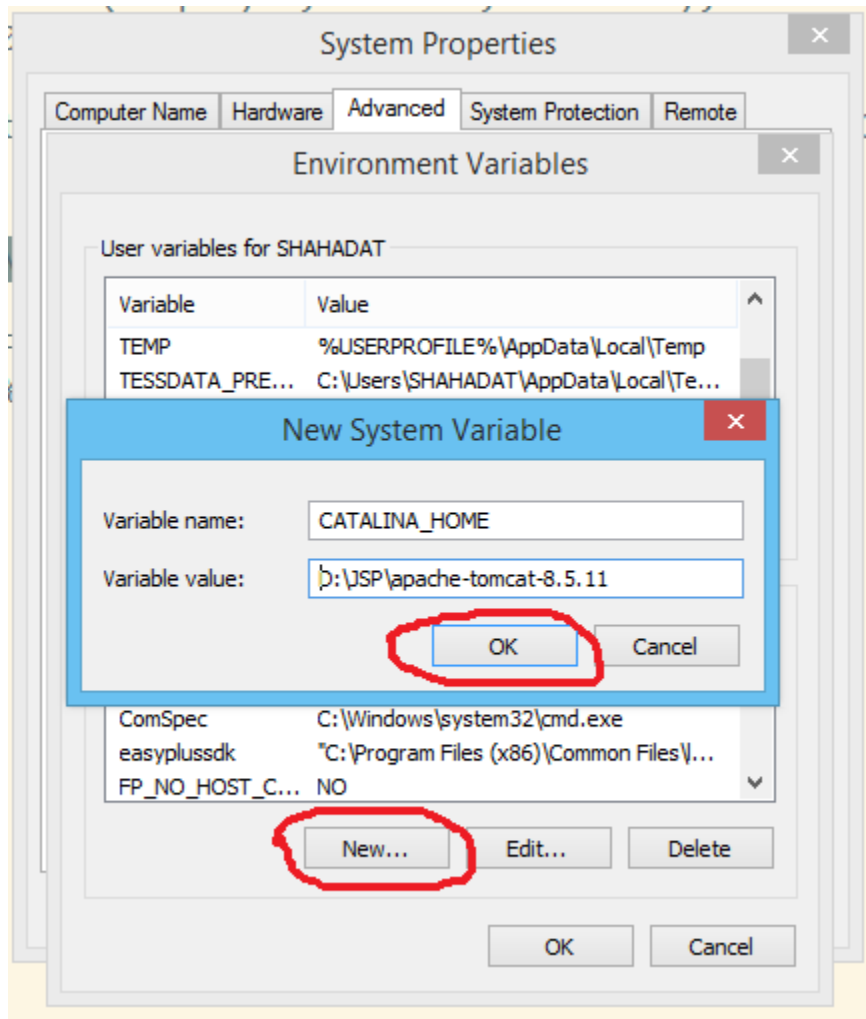 System Properties
Computer Name Hardware Advanced System Protection Remote
Environment Variables
User variables for SHAHADAT
Variable Value
TEMP %USERPROFILE%\AppData\Local\Temp
TESSDATA_PRE... C:\Users\SHAHADAT\AppData\Local\Te...
New System Variable
Variable name: CATALINA_HOME
Variable value: D:\JSP\apache-tomcat-8.5.11
OK Cancel
ComSpec C:\Windows\system32\cmd.exe
easyplussdk "C:\Program Files (x86)\Common Files\l...
FP_NO_HOST_C... NO
New... Edit... Delete
OK Cancel